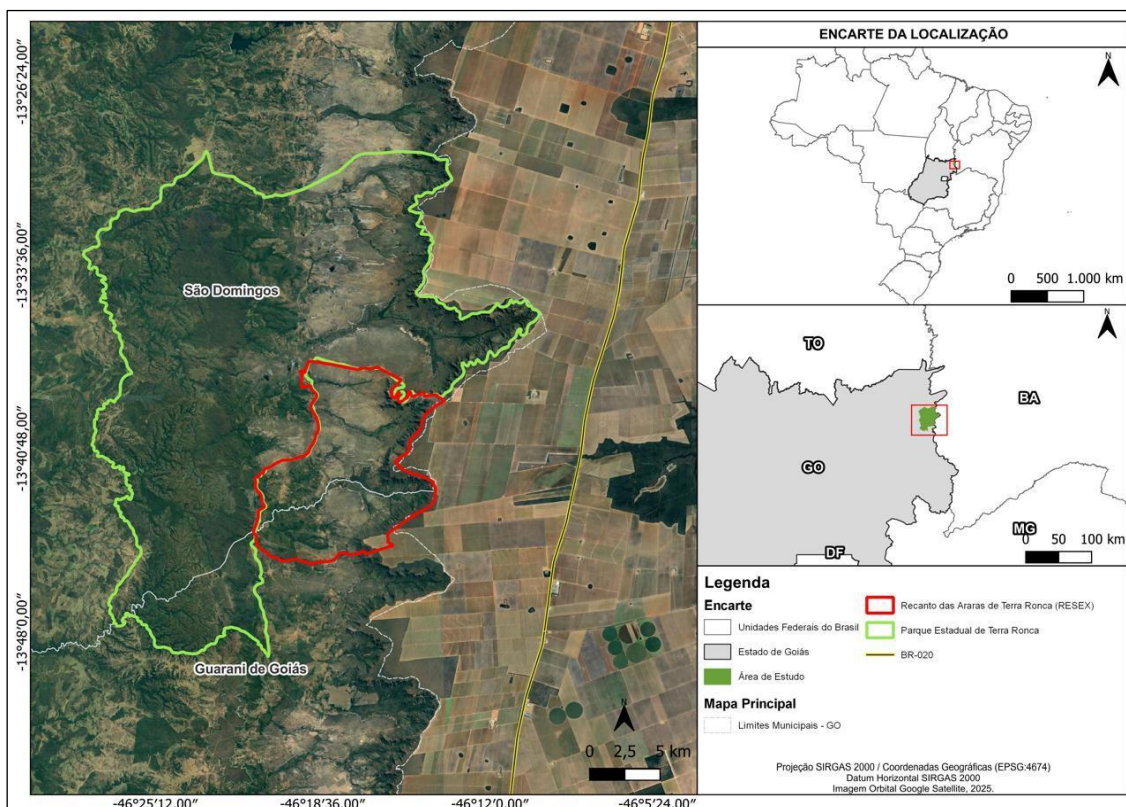 -13°26'24,00"
-13°33'36,00"
-13°40'48,00"
-13°48'0,00"
São Domingos
Guarani de Goiás
N
0 2,5 5 km
-46°25'12,00"
-46°18'36,00"
-46°12'0,00"
-46°5'24,00"
ENCARTE DA LOCALIZAÇÃO
N
0 500 1.000 km
N
TO
BA
GO
MG
DF
0 50 100 km
Legenda
Encarte
Unidades Federais do Brasil
Estado de Goiás
Área de Estudo
Mapa Principal
Limites Municipais - GO
Recanto das Araras de Terra Ronca (RESEX)
Parque Estadual de Terra Ronca
BR-020
Projeção SIRGAS 2000 / Coordenadas Geográficas (EPSG:4674)
Datum Horizontal SIRGAS 2000
Imagem Orbital Google Satellite, 2025.